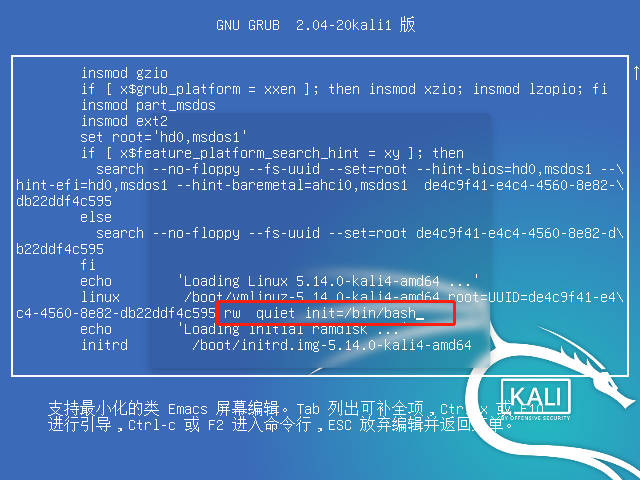 GNU GRUB 2.04-20kali1 版
insmod gzio
if [ x$grub_platform = xxen ]; then insmod xzio; insmod lzopio; fi
insmod part_msdos
insmod ext2
set root='hd0,msdos1'
if [ x$feature_platform_search_hint = xy ]; then
search --no-floppy --fs-uuid --set=root --hint-bios=hd0,msdos1 --\
hint-efi=hd0,msdos1 --hint-baremetal=ahci0,msdos1 de4c9f41-e4c4-4560-8e82-\
db22ddf4c595
else
search --no-floppy --fs-uuid --set=root de4c9f41-e4c4-4560-8e82-d\
b22ddf4c595
fi
echo 'Loading Linux 5.14.0-kali4-amd64 ...'
linux /boot/vmlinuz-5.14.0-kali4-amd64 root=UUID=de4c9f41-e4\
c4-4560-8e82-db22ddf4c595 rw quiet init=/bin/bash_
echo 'Loading initial ramdisk ...'
initrd /boot/initrd.img-5.14.0-kali4-amd64
KALI
BY OFFENSIVE SECURITY
支持最小化的类 Emacs 屏幕编辑。Tab 列出可补全项,Ctrl-x 或 F10
进行引导,Ctrl-c 或 F2 进入命令行,ESC 放弃编辑并返回菜单。